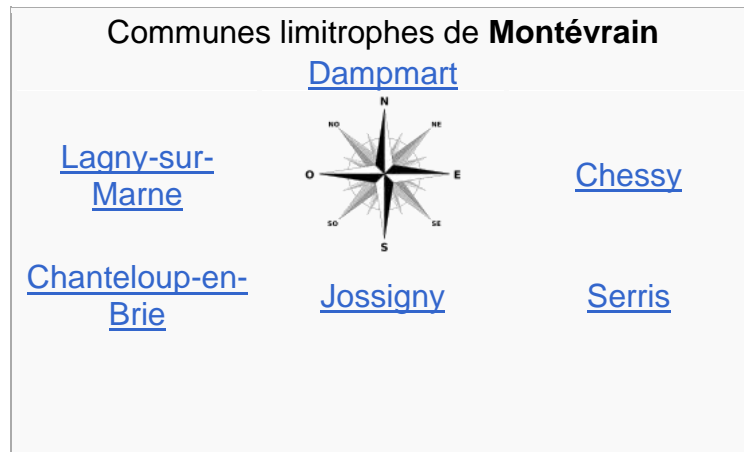 Communes limitrophes de Montévrain
Dampmart
N
NO NE
Lagny-sur-
Marne
O E
Chessy
SO SE
S
Chanteloup-en-
Brie
Jossigny
Serris